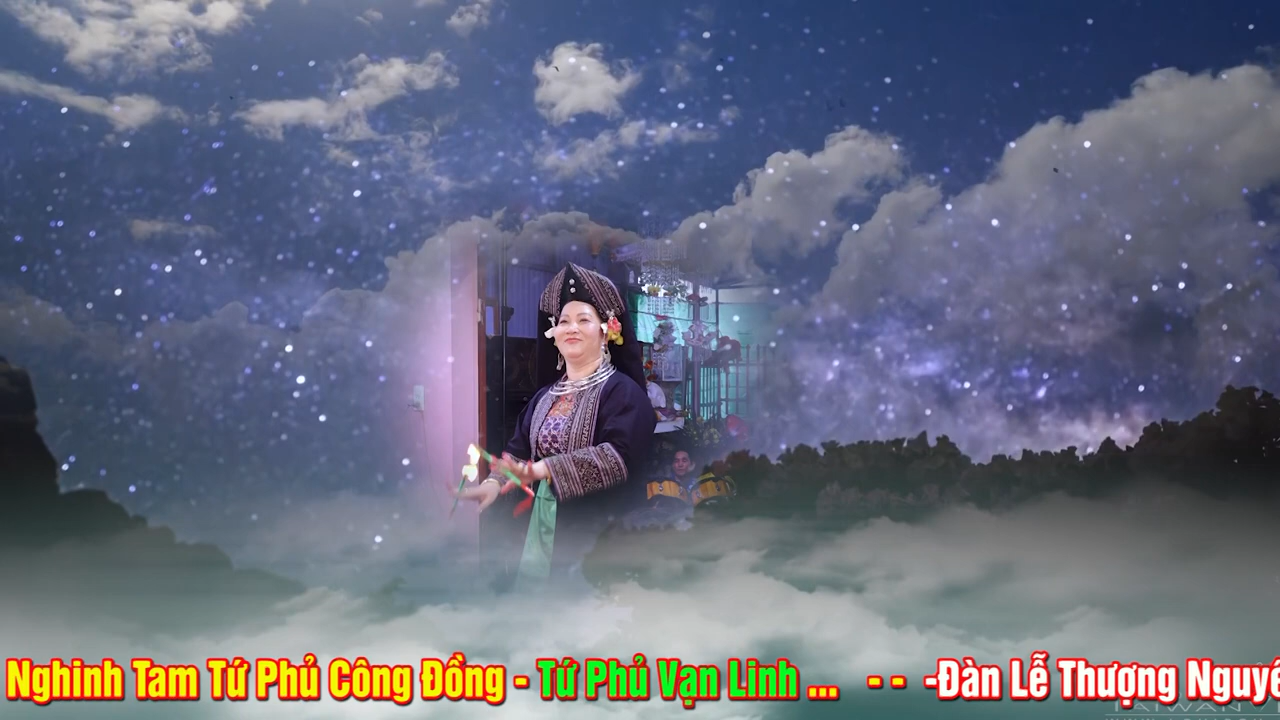 Nghinh Tam Tứ Phủ Công Đồng - Tứ Phủ Vạn Linh ... - - -Đàn Lễ Thượng Nguyê